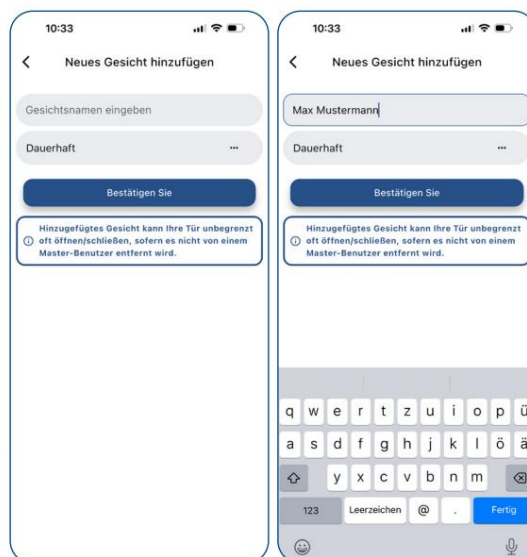 10:33
Neues Gesicht hinzufügen
Gesichtsnamen eingeben
Dauerhaft
Bestätigen Sie
Hinzugefügtes Gesicht kann Ihre Tür unbegrenzt
oft öffnen/schließen, sofern es nicht von einem
Master-Benutzer entfernt wird.
10:33
Neues Gesicht hinzufügen
Max Mustermann
Dauerhaft
Bestätigen Sie
Hinzugefügtes Gesicht kann Ihre Tür unbegrenzt
oft öffnen/schließen, sofern es nicht von einem
Master-Benutzer entfernt wird.
q w e r t z u i o p ü
a s d f g h j k l ö ä
y x c v b n m
123 Leerzeichen @ . Fertig